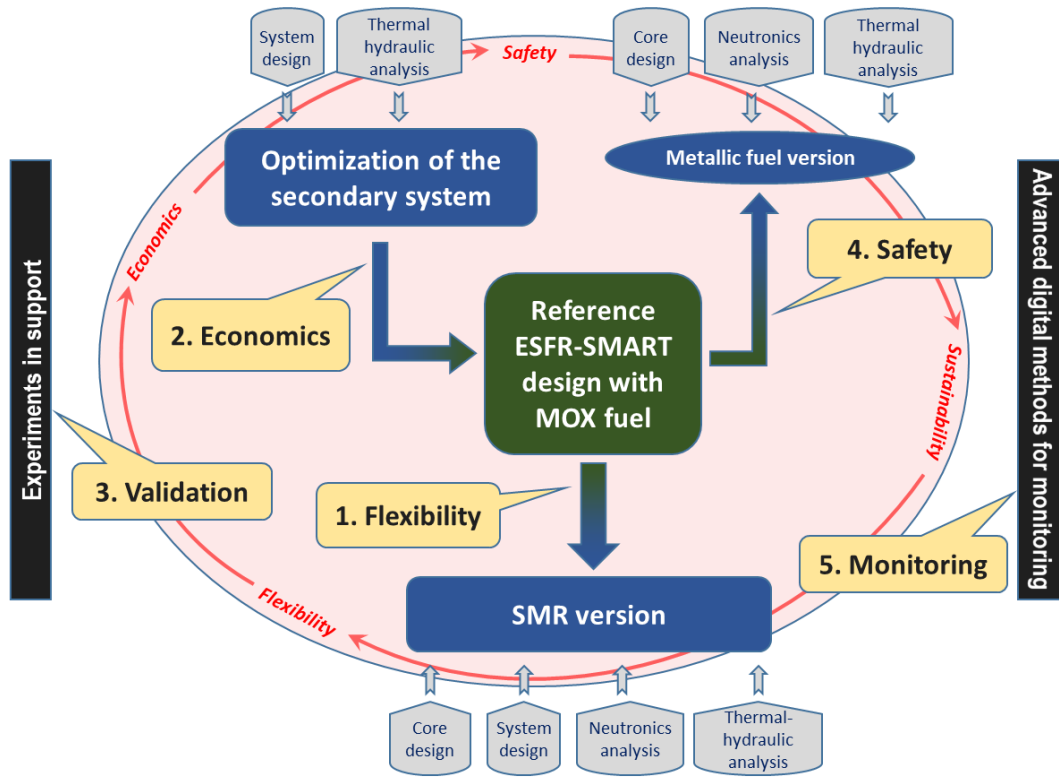 System
design
Thermal
hydraulic
analysis
Safety
Core
design
Neutronics
analysis
Thermal
hydraulic
analysis
Optimization of the
secondary system
Metallic fuel version
Economics
4. Safety
2. Economics
Reference
ESFR-SMART
design with
MOX fuel
Experiments in support
Advanced digital methods for monitoring
Sustainability
3. Validation
1. Flexibility
5. Monitoring
Flexibility
SMR version
Core
design
System
design
Neutronics
analysis
Thermal-
hydraulic
analysis